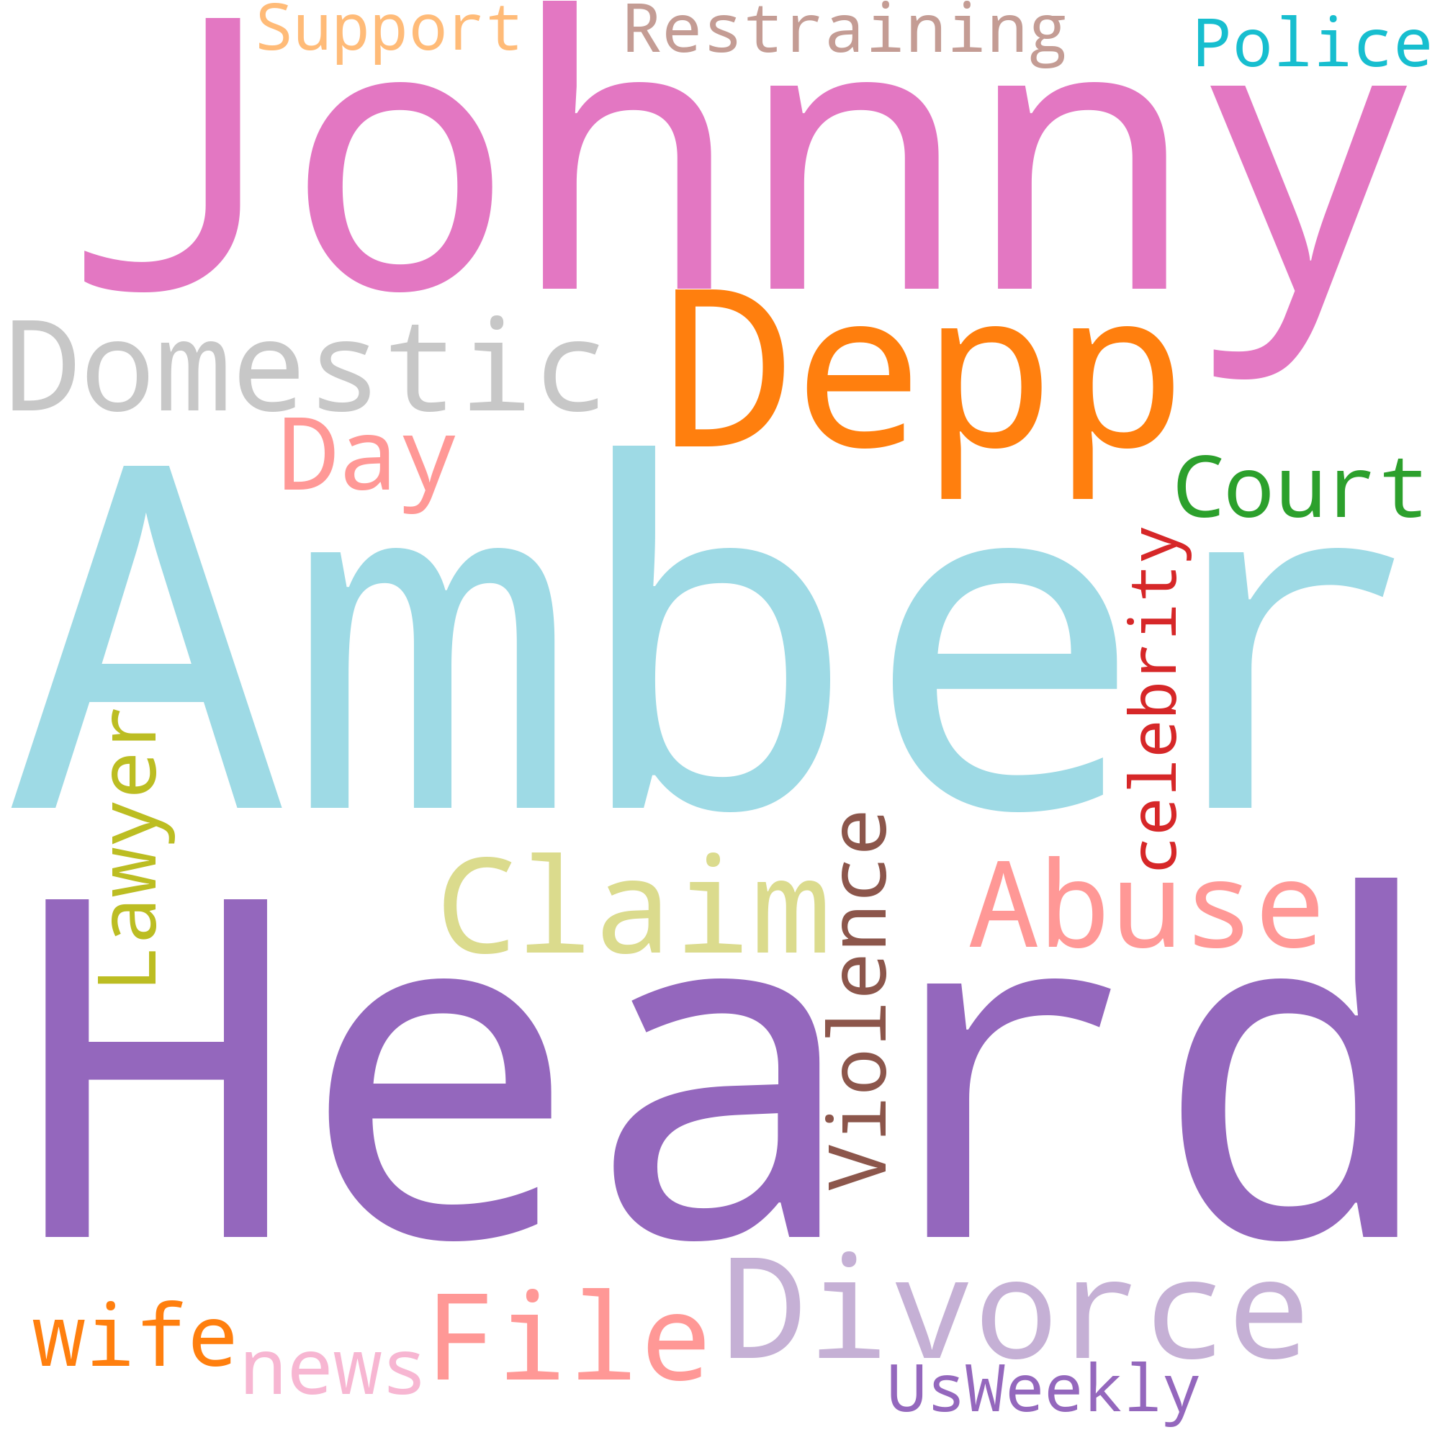 Support
Restraining
Police
Johnny
Domestic
Depp
Day
Court
Amber
celebrity
Lawyer
Claim
Violence
Abuse
Heard
wife
news
File
Divorce
UsWeekly